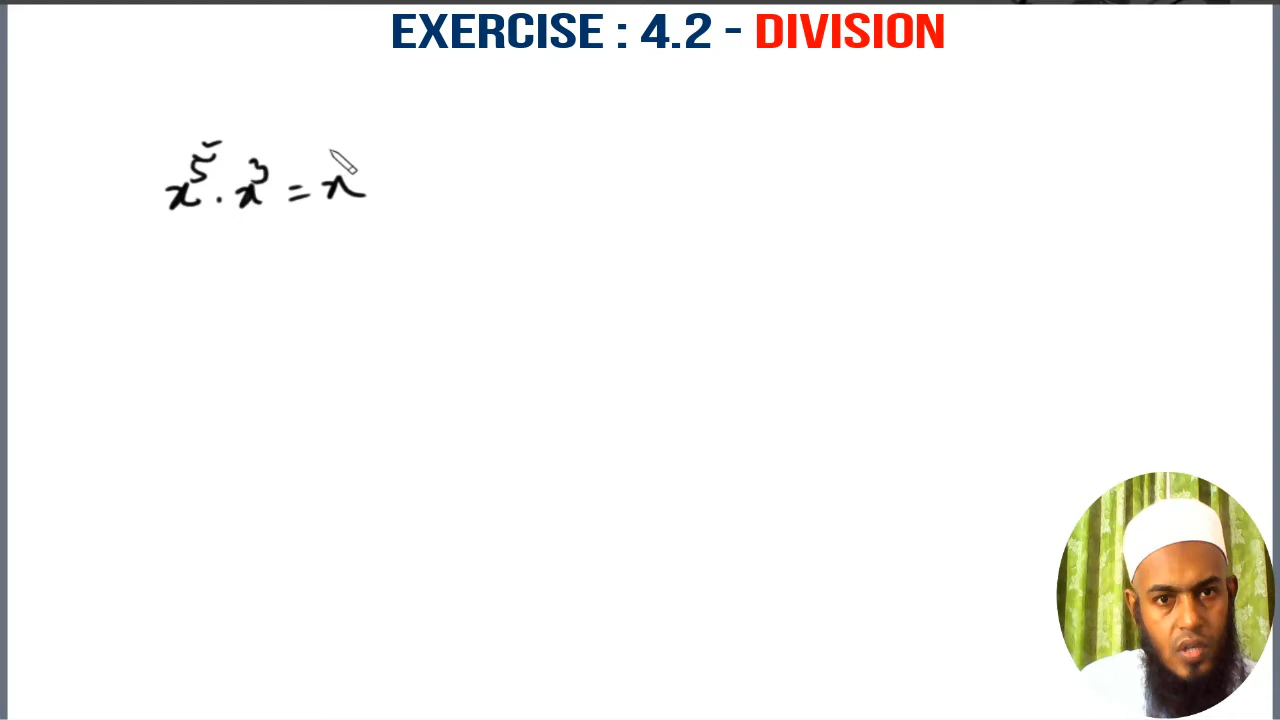 EXERCISE : 4.2 - DIVISION
x⁵ . x³ = x